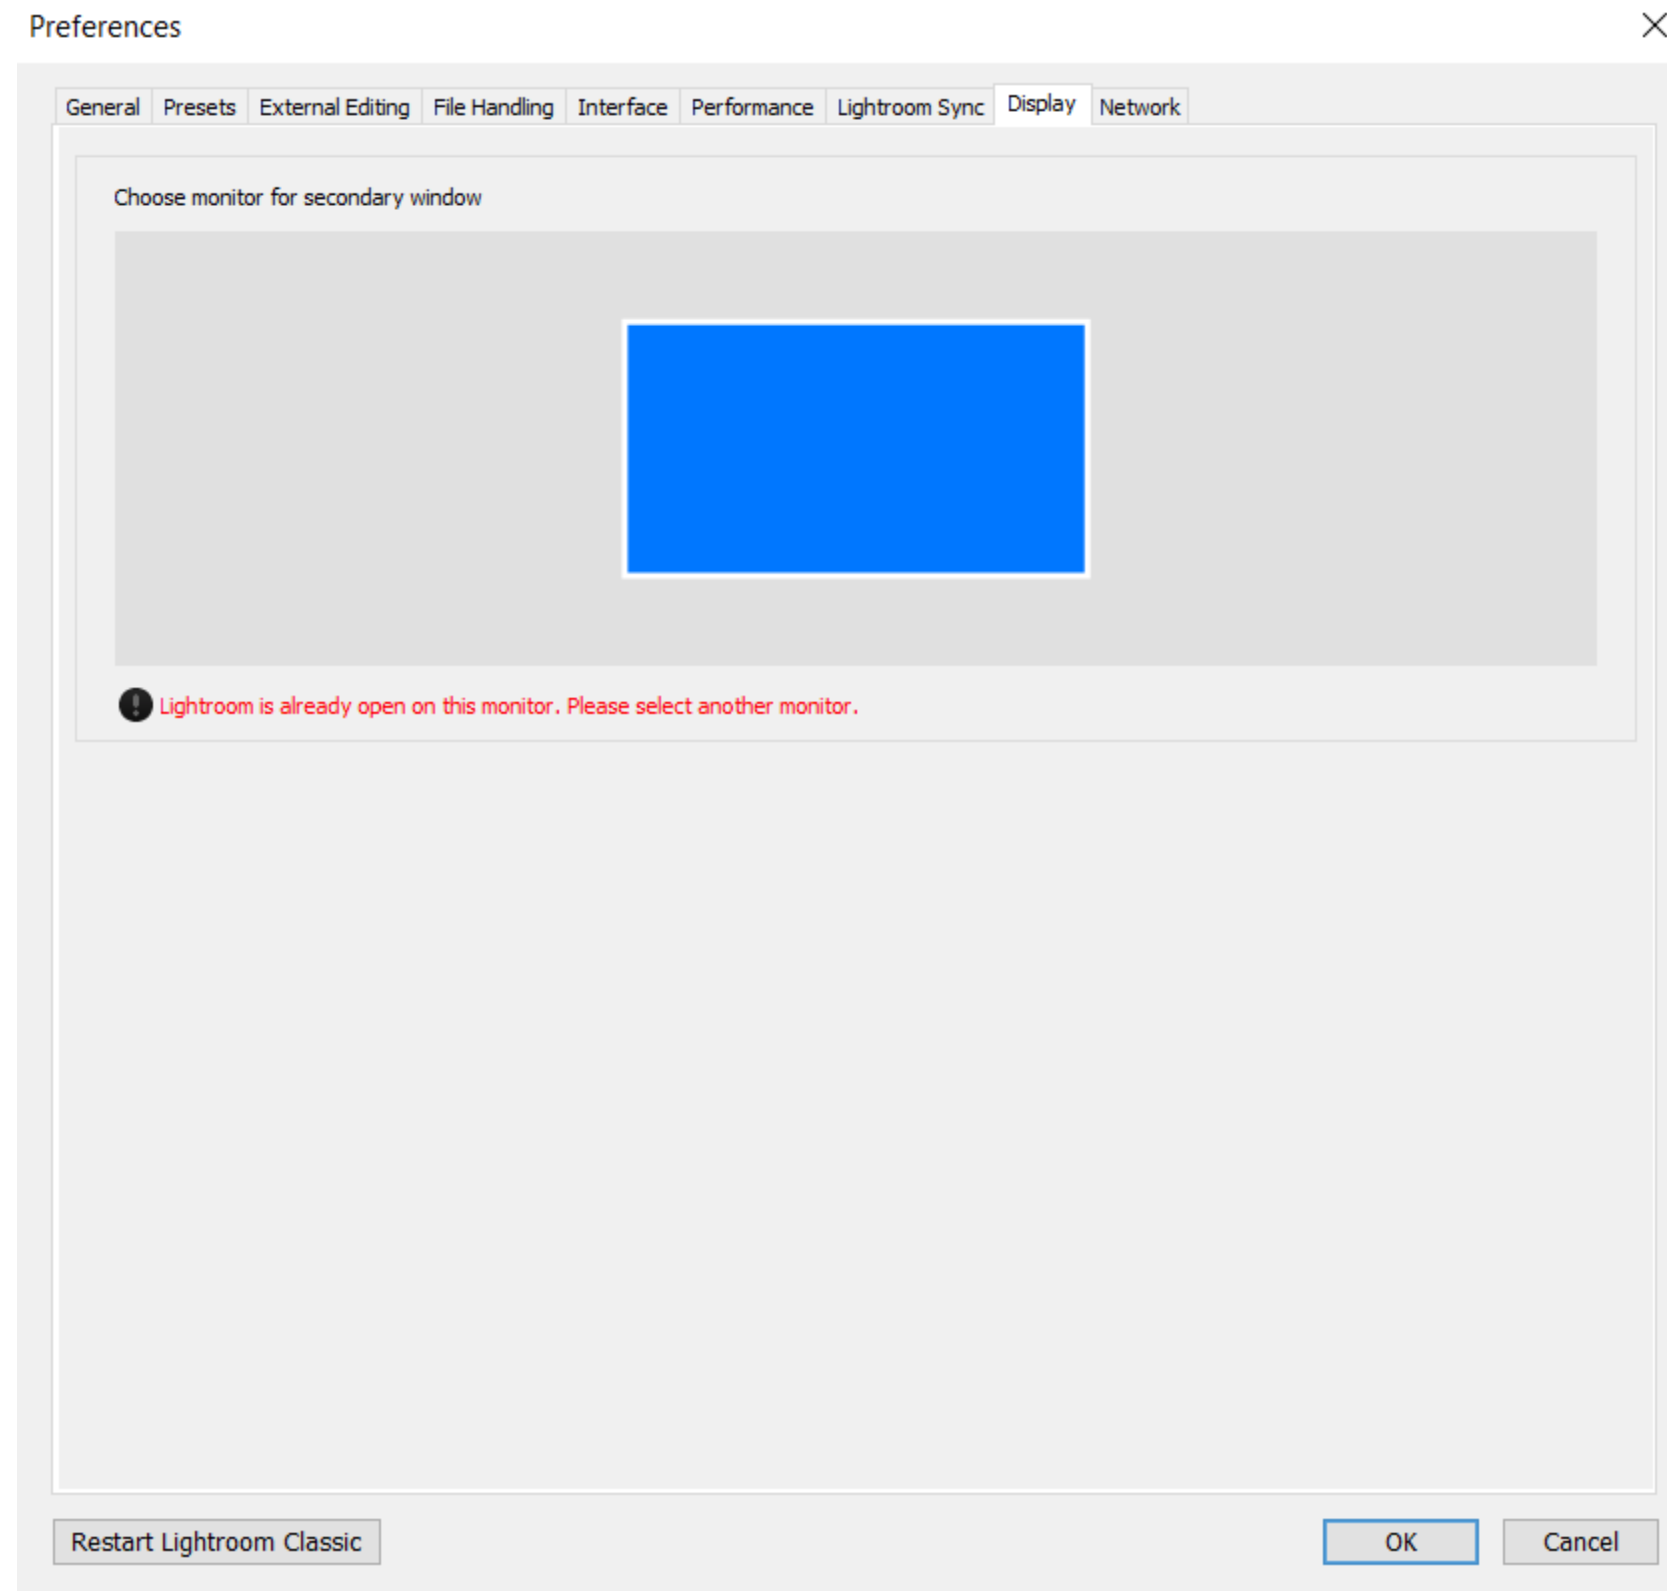 Preferences
General Presets External Editing File Handling Interface Performance Lightroom Sync Display Network
Choose monitor for secondary window
Lightroom is already open on this monitor. Please select another monitor.
Restart Lightroom Classic OK Cancel